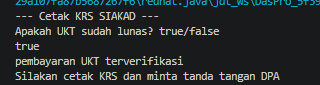 --- Cetak KRS SIAKAD ---
Apakah UKT sudah lunas? true/false
true
pembayaran UKT terverifikasi
Silakan cetak KRS dan minta tanda tangan DPA